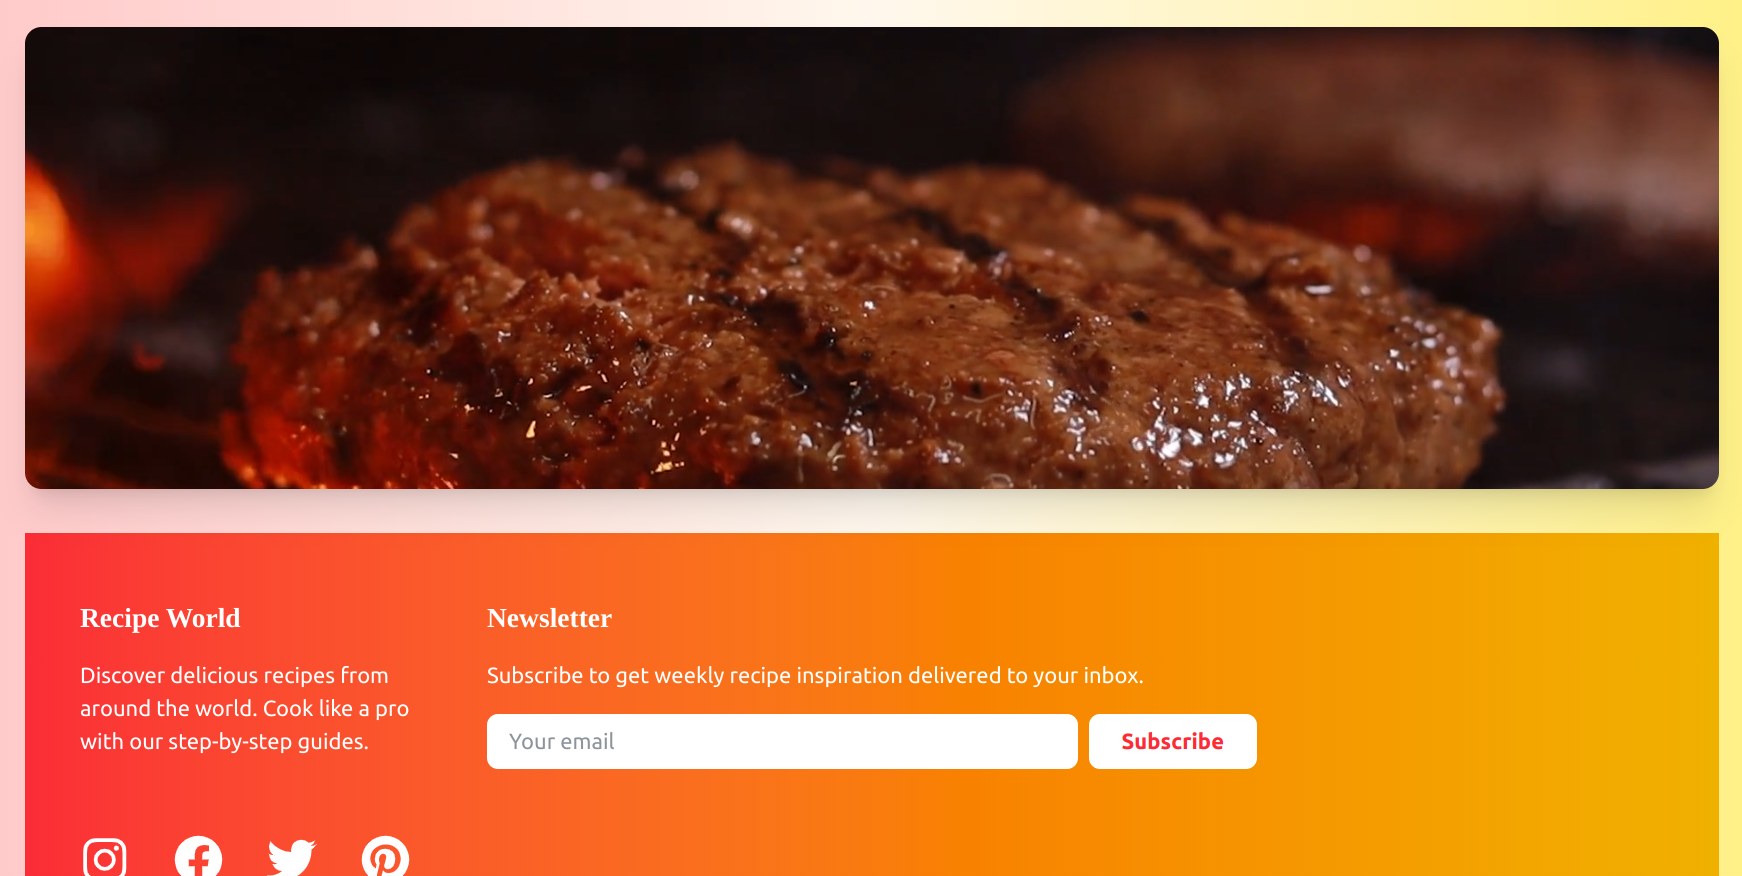 Recipe World
Discover delicious recipes from
around the world. Cook like a pro
with our step-by-step guides.
Newsletter
Subscribe to get weekly recipe inspiration delivered to your inbox.
Your email
Subscribe